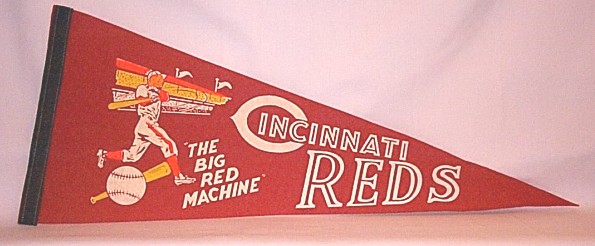 "THE
BIG
RED
MACHINE"
CINCINNATI
REDS